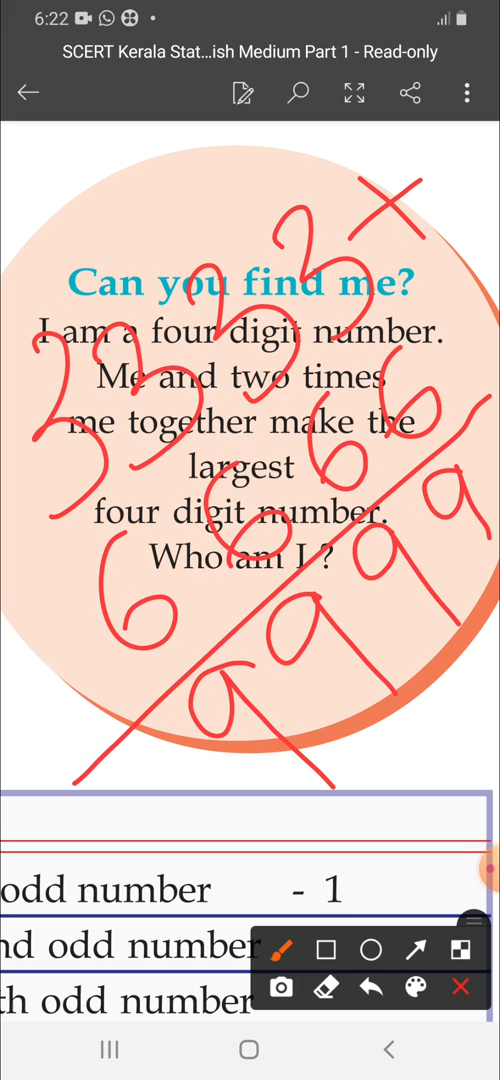 6:22
SCERT Kerala Stat...ish Medium Part 1 - Read-only
Can you find me?
I am a four digit number.
Me and two times
me together make the
largest
four digit number.
Who am I ?
3333 +
6666
9999
odd number - 1
nd odd number
th odd number